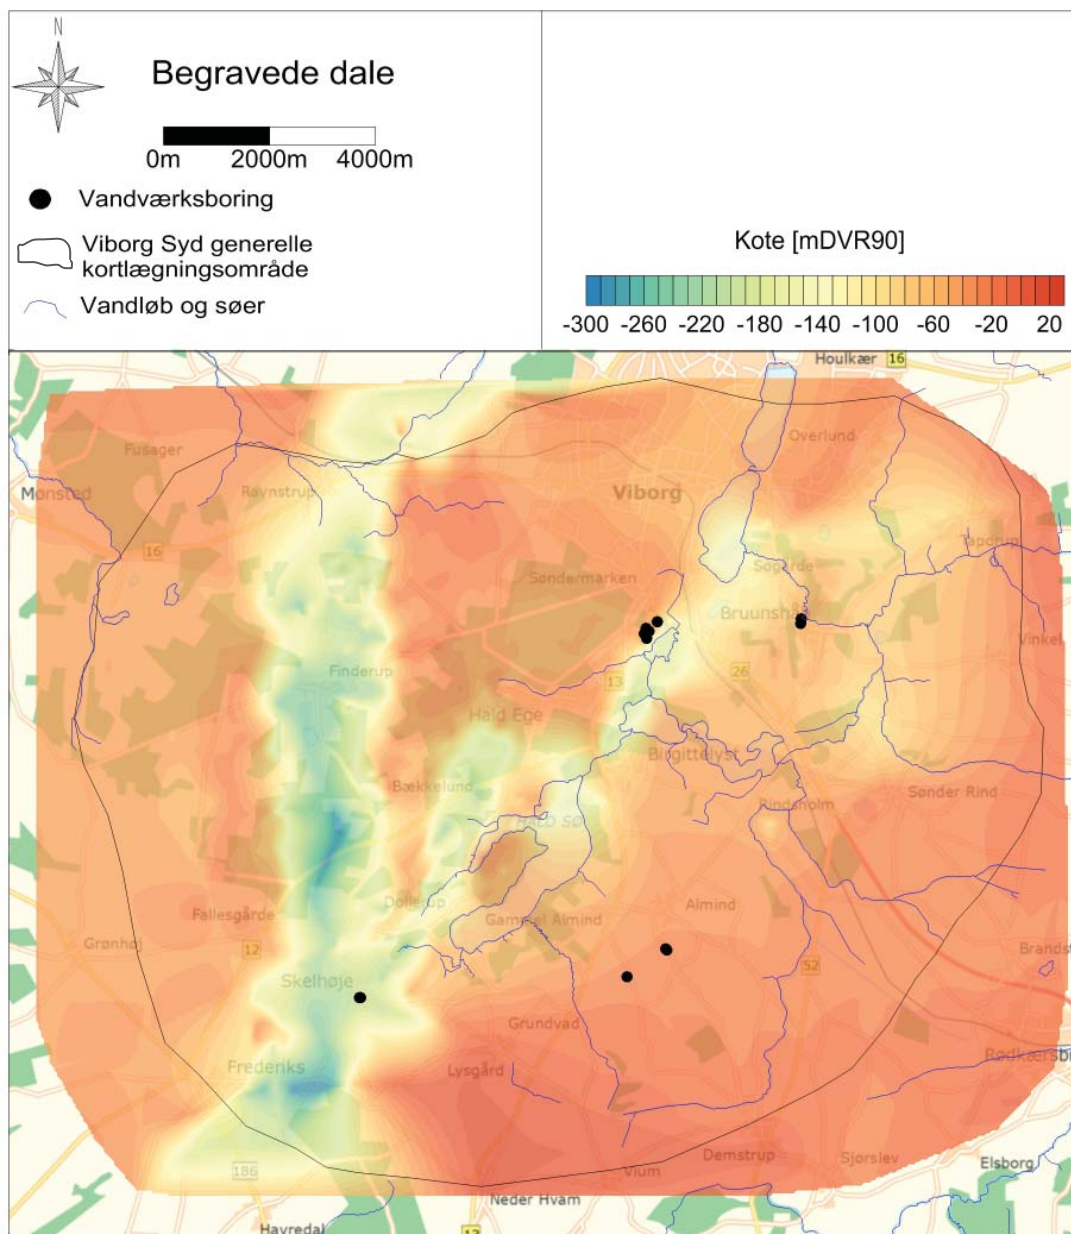 N
Begravede dale
0m 2000m 4000m
Vandværksboring
Viborg Syd generelle
kortlægningsområde
Vandløb og søer
Kote [mDVR90]
-300 -260 -220 -180 -140 -100 -60 -20 20
Houlkær 16
Overlund
Fusager
Mønsted
Ravnstrup
Viborg
16
Tapdrup
Søndermarken
Søgårde
Bruunshåb
Vinkel
Finderup
13
26
Hald Ege
Birgittelyst
Bækkelund
Sønder Rind
Rindsholm
HALD SØ
Dollerup
Fallesgårde
Gammel Almind
Almind
Grønhøj
12
52
Skelhøje
Grundvad
Frederiks
Lysgård
186
Vium
Demstrup
Sjørslev
Elsborg
Neder Hvam
Havredal
13